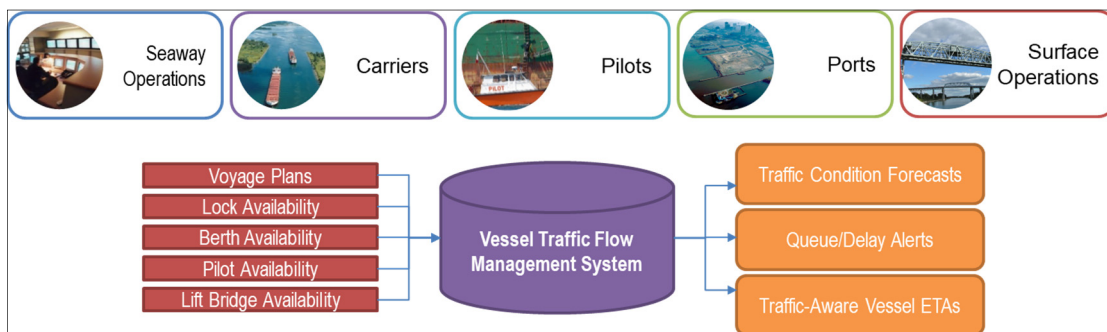 Seaway
Operations
Carriers
Pilots
Ports
Surface
Operations
PILOT
Voyage Plans
Lock Availability
Berth Availability
Pilot Availability
Lift Bridge Availability
Vessel Traffic Flow
Management System
Traffic Condition Forecasts
Queue/Delay Alerts
Traffic-Aware Vessel ETAs